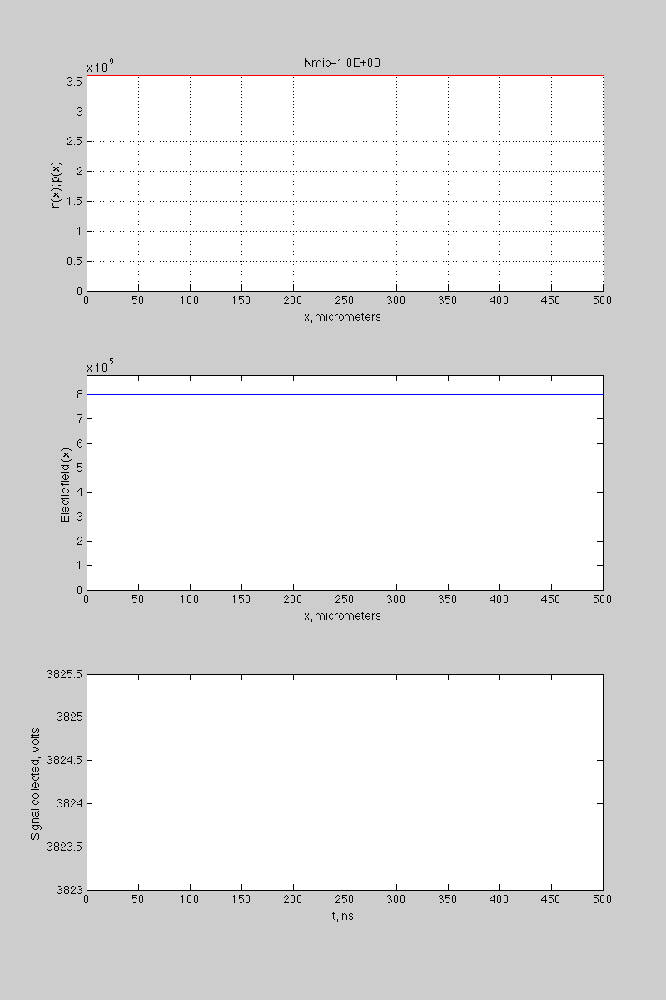 Nmip=1.0E+08
x 10^9
3.5
3
2.5
2
1.5
1
0.5
0
n(x);p(x)
0 50 100 150 200 250 300 350 400 450 500
x, micrometers
x 10^5
8
7
6
5
4
3
2
1
0
Electic field (x)
0 50 100 150 200 250 300 350 400 450 500
x, micrometers
3825.5
3825
3824.5
3824
3823.5
3823
Signal collected, Volts
0 50 100 150 200 250 300 350 400 450 500
t, ns